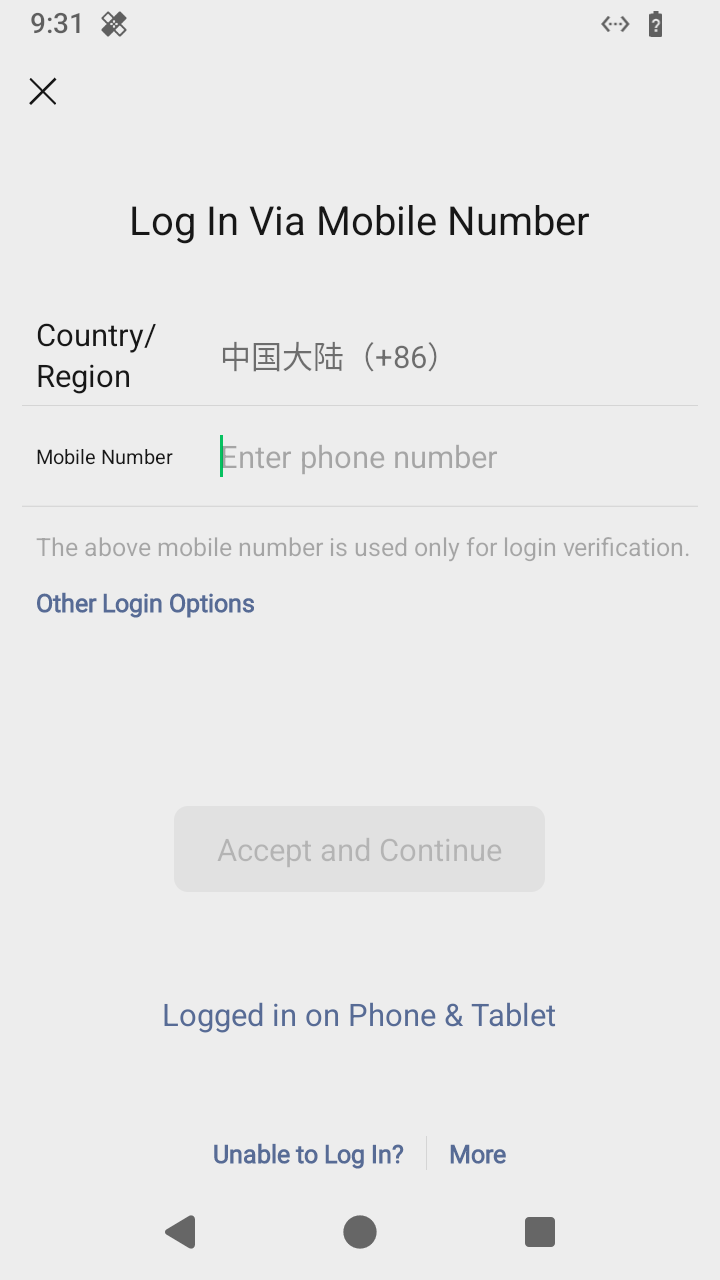 9:31
Log In Via Mobile Number
Country/
Region
中国大陆（+86）
Mobile Number
Enter phone number
The above mobile number is used only for login verification.
Other Login Options
Accept and Continue
Logged in on Phone & Tablet
Unable to Log In?
More